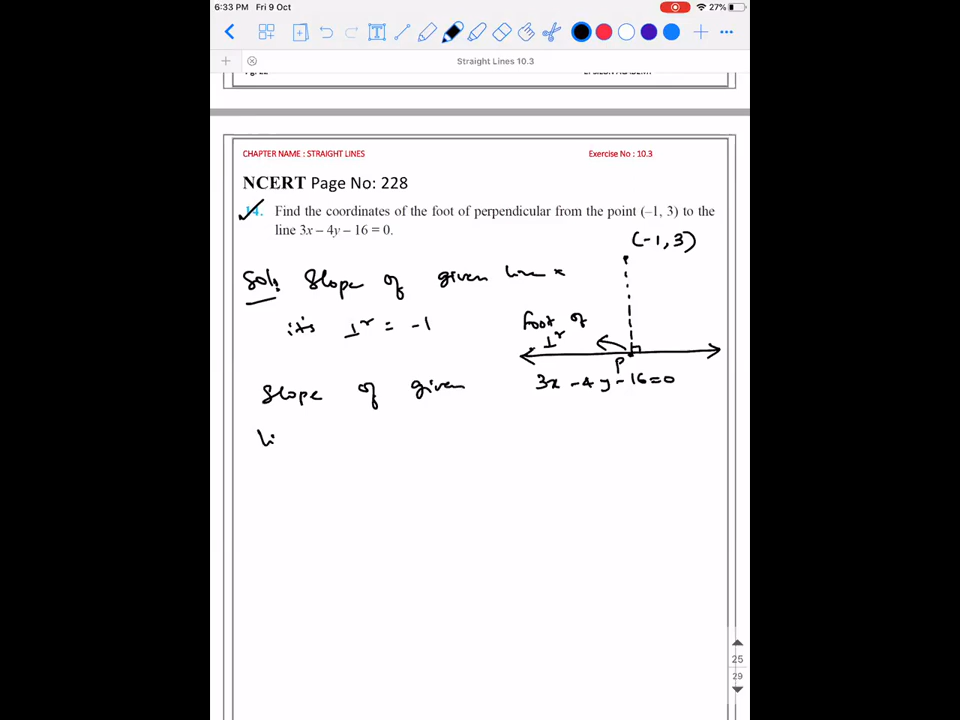 6:33 PM Fri 9 Oct 27%
Straight Lines 10.3
CHAPTER NAME : STRAIGHT LINES Exercise No : 10.3
NCERT Page No: 228
14. Find the coordinates of the foot of perpendicular from the point (–1, 3) to the
line 3x – 4y – 16 = 0.
(-1, 3)
Sol: Slope of given line ×
its ⊥r = -1
Foot of
⊥r
P
3x - 4y - 16 = 0
Slope of given
li
25
29